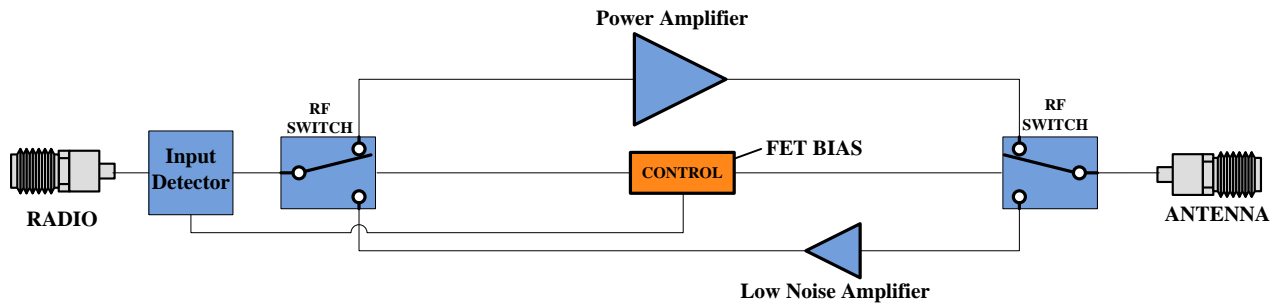 Power Amplifier
RF
SWITCH
RF
SWITCH
Input
Detector
FET BIAS
CONTROL
RADIO
ANTENNA
Low Noise Amplifier